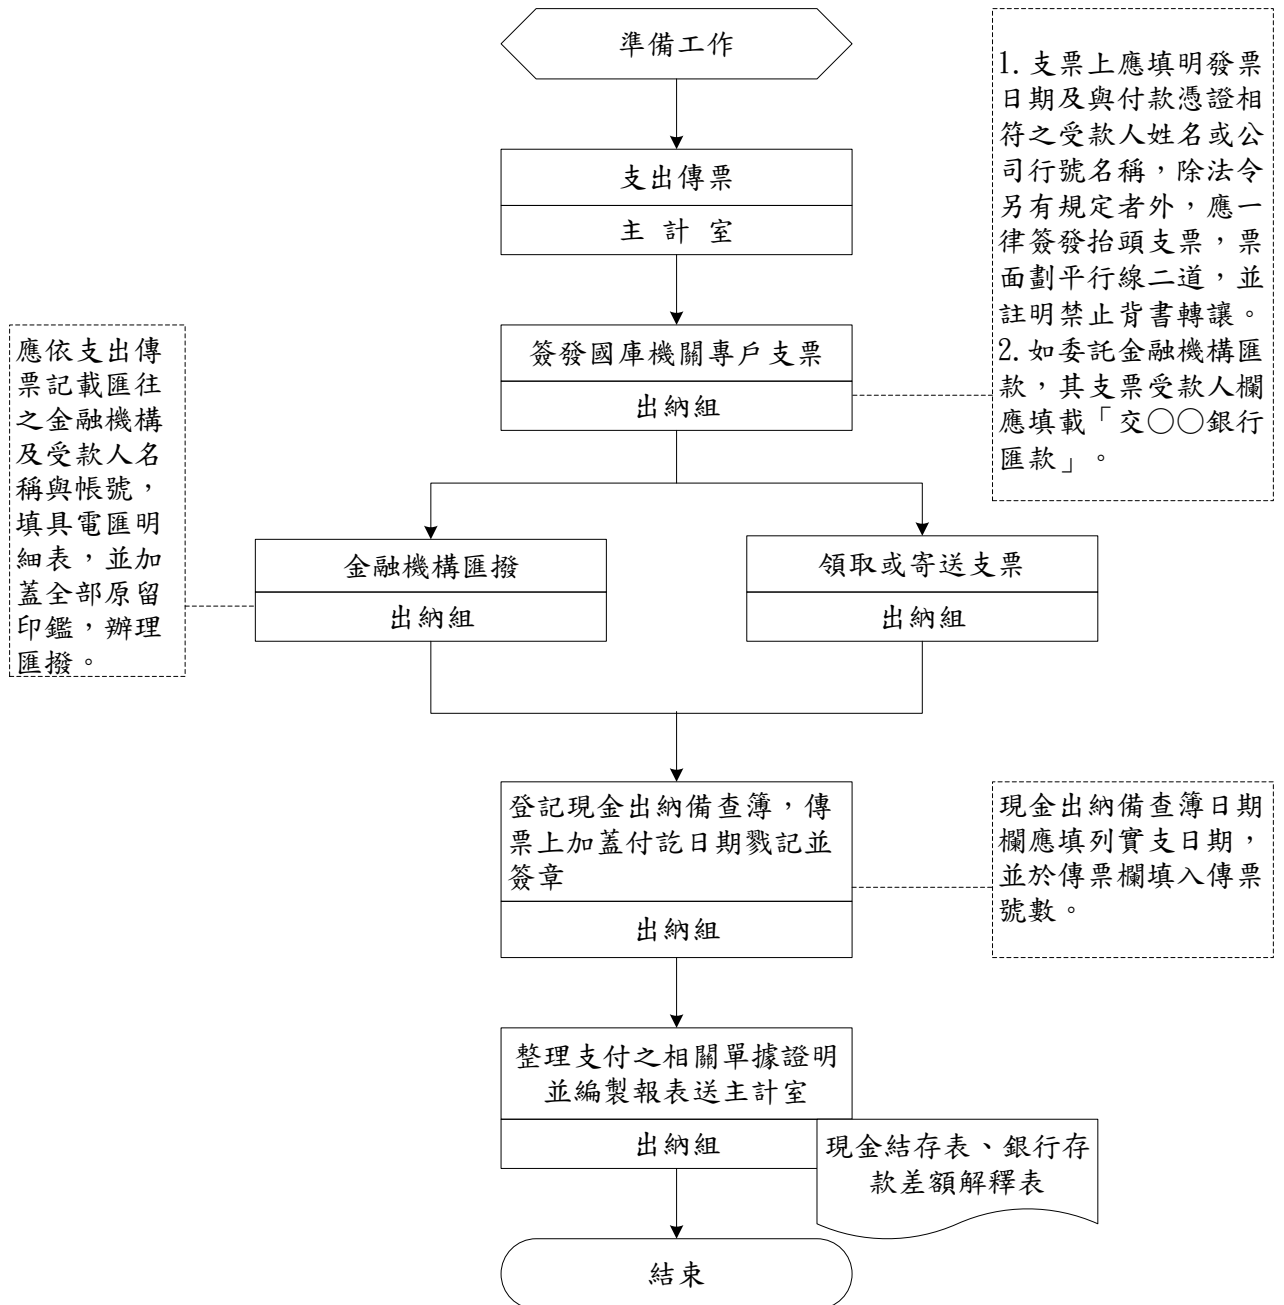 準備工作
1. 支票上應填明發票
日期及與付款憑證相
符之受款人姓名或公
司行號名稱，除法令
另有規定者外，應一
律簽發抬頭支票，票
面劃平行線二道，並
註明禁止背書轉讓。
2. 如委託金融機構匯
款，其支票受款人欄
應填載「交○○銀行
匯款」。
支出傳票
主 計 室
簽發國庫機關專戶支票
出納組
應依支出傳
票記載匯往
之金融機構
及受款人名
稱與帳號，
填具電匯明
細表，並加
蓋全部原留
印鑑，辦理
匯撥。
金融機構匯撥
出納組
領取或寄送支票
出納組
登記現金出納備查簿，傳
票上加蓋付訖日期戳記並
簽章
出納組
現金出納備查簿日期
欄應填列實支日期，
並於傳票欄填入傳票
號數。
整理支付之相關單據證明
並編製報表送主計室
出納組
現金結存表、銀行存
款差額解釋表
結束